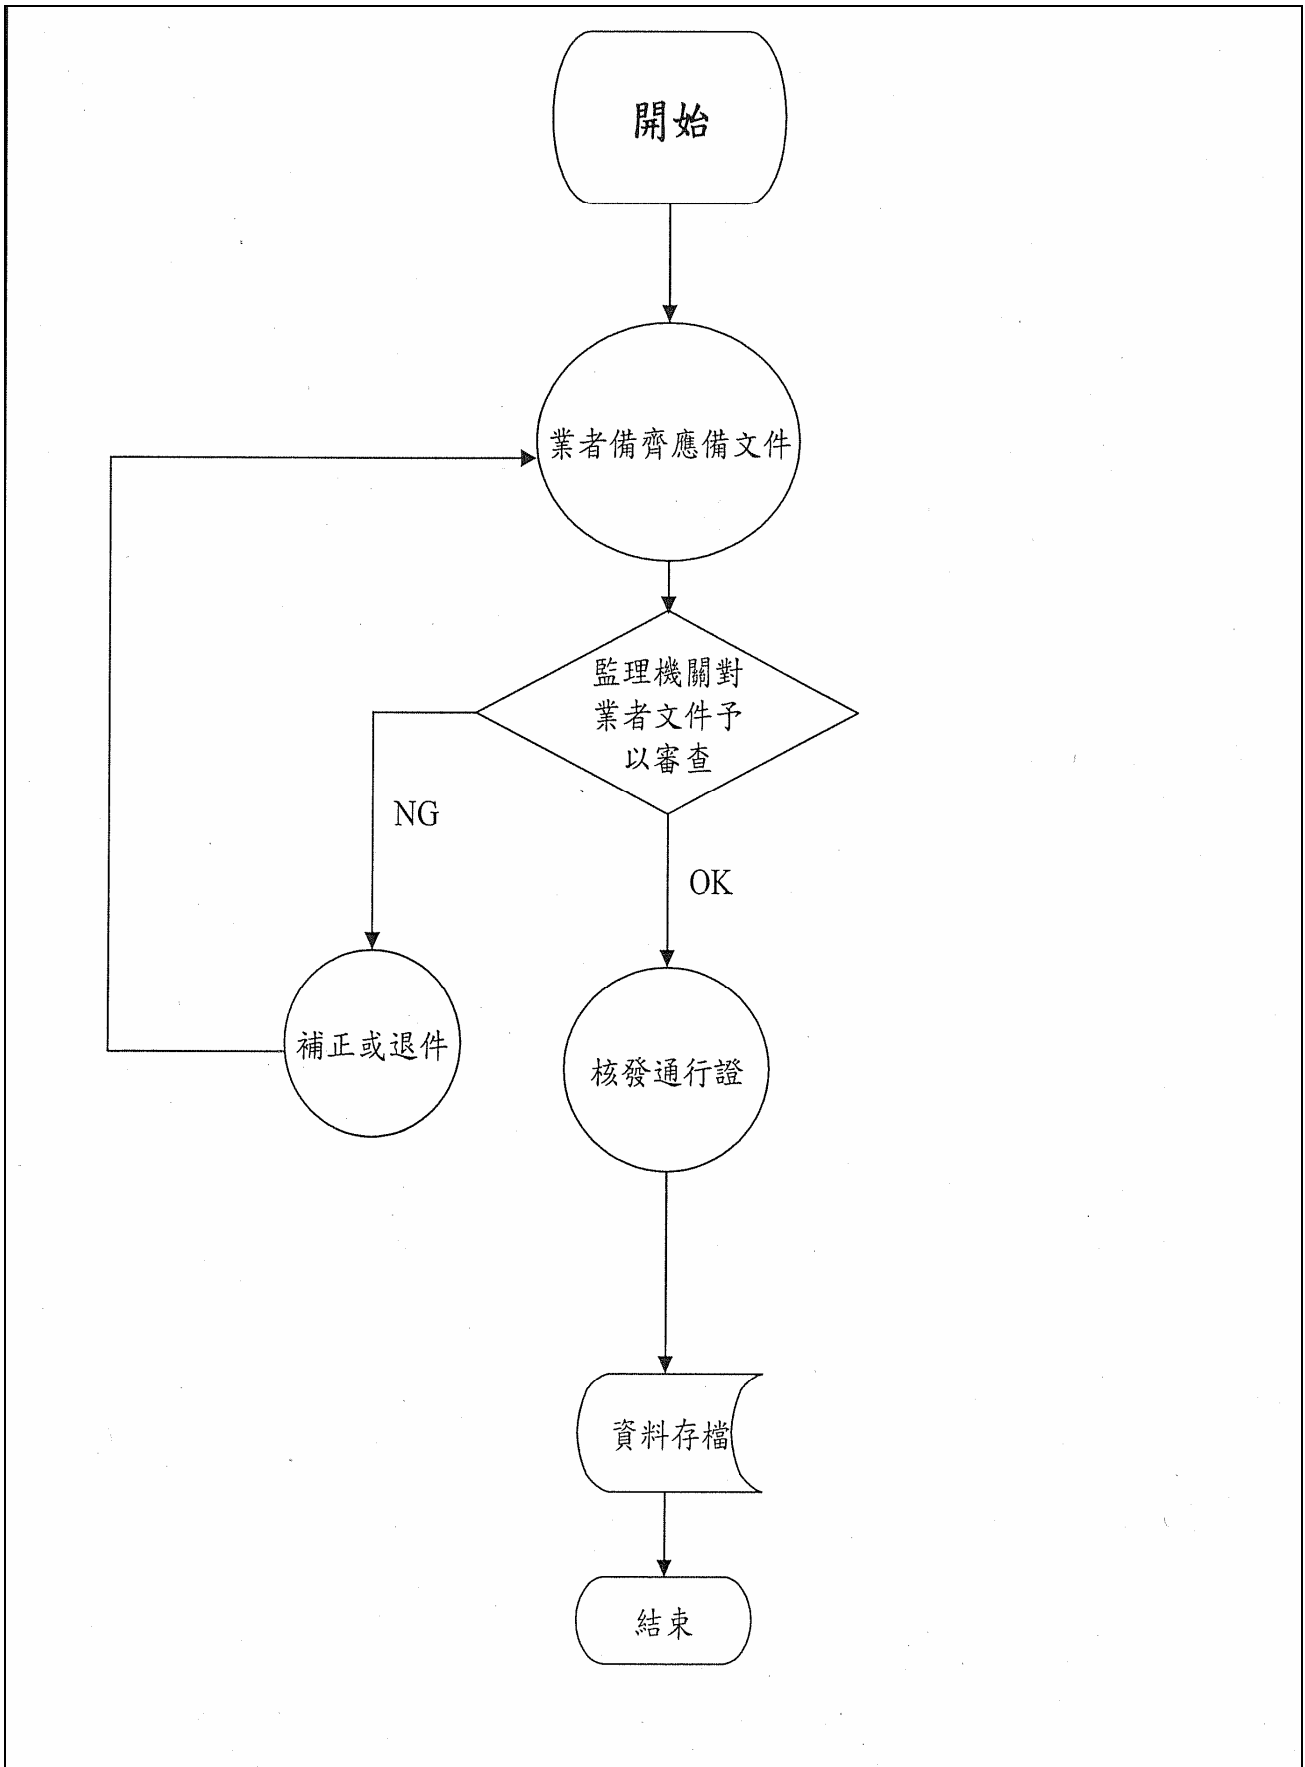 開始
業者備齊應備文件
監理機關對
業者文件予
以審查
NG
OK
補正或退件
核發通行證
資料存檔
結束